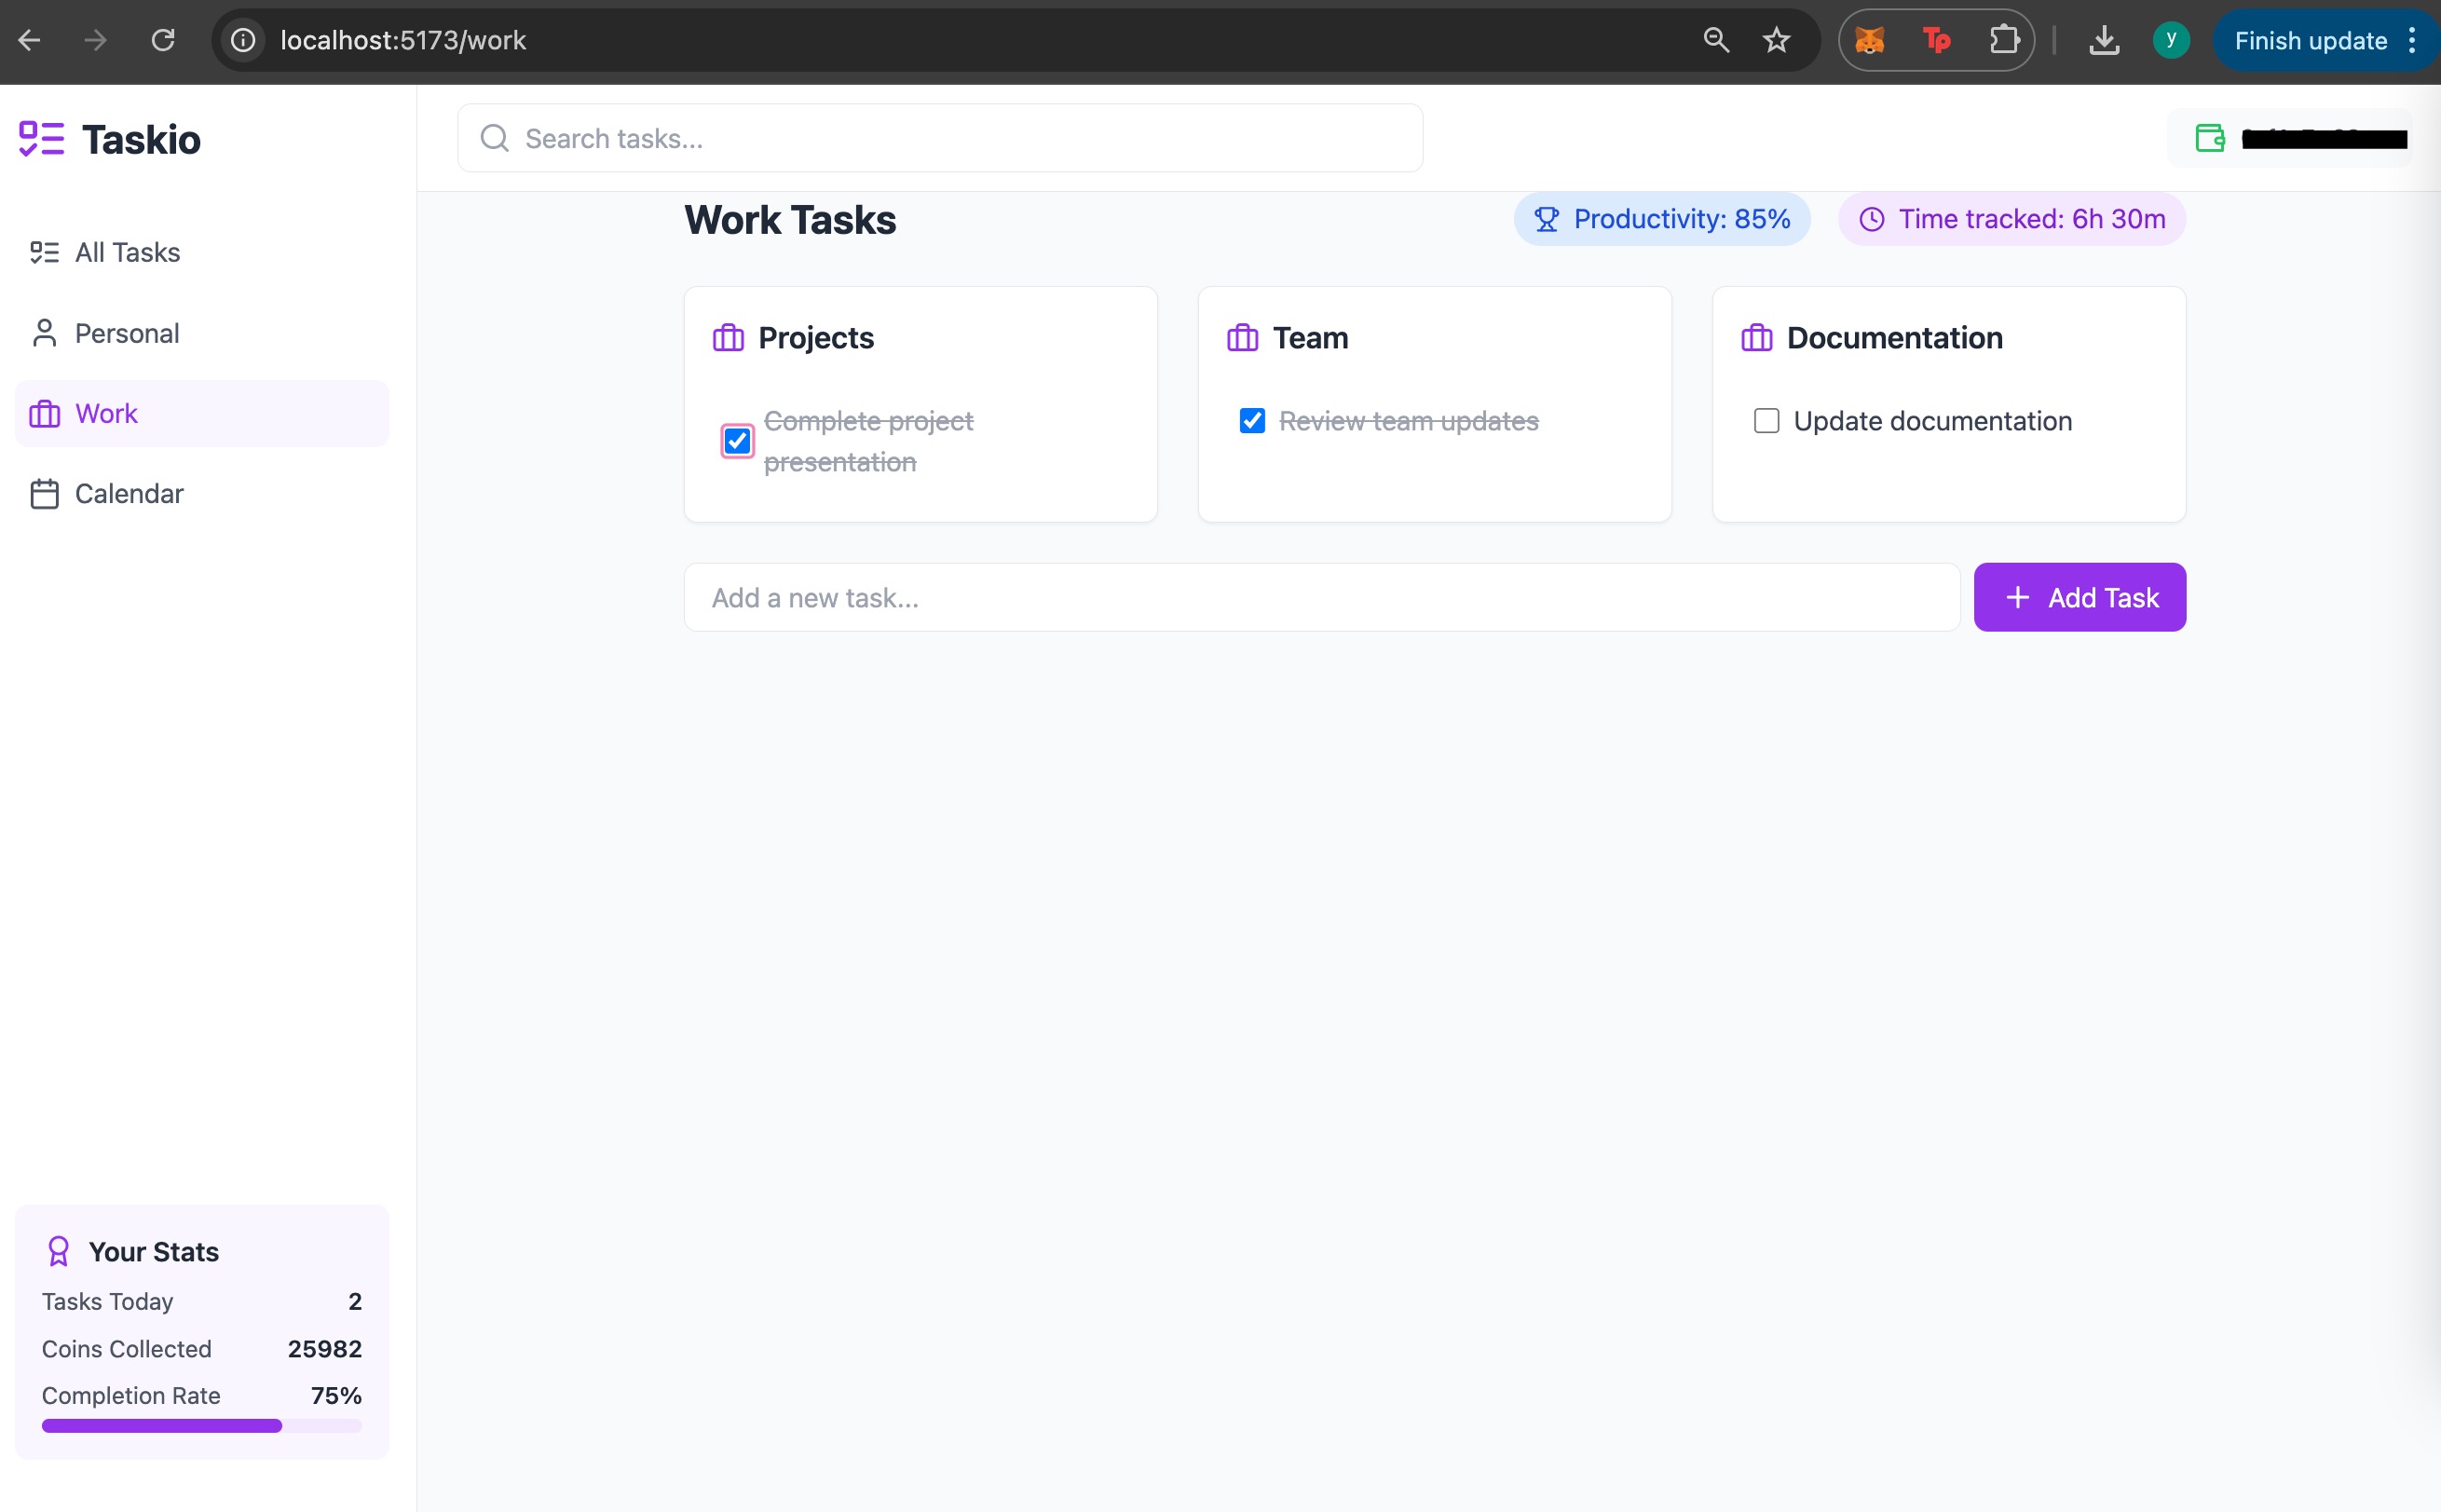 localhost:5173/work
Tp
y
Finish update
Taskio
Search tasks...
All Tasks
Personal
Work
Calendar
Work Tasks
Productivity: 85%
Time tracked: 6h 30m
Projects
Complete project
presentation
Team
Review team updates
Documentation
Update documentation
Add a new task...
+ Add Task
Your Stats
Tasks Today 2
Coins Collected 25982
Completion Rate 75%